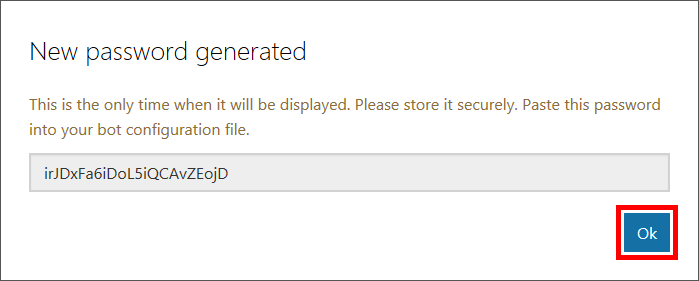 New password generated
This is the only time when it will be displayed. Please store it securely. Paste this password
into your bot configuration file.
irJDxFa6iDoL5iQCAvZEojD
Ok